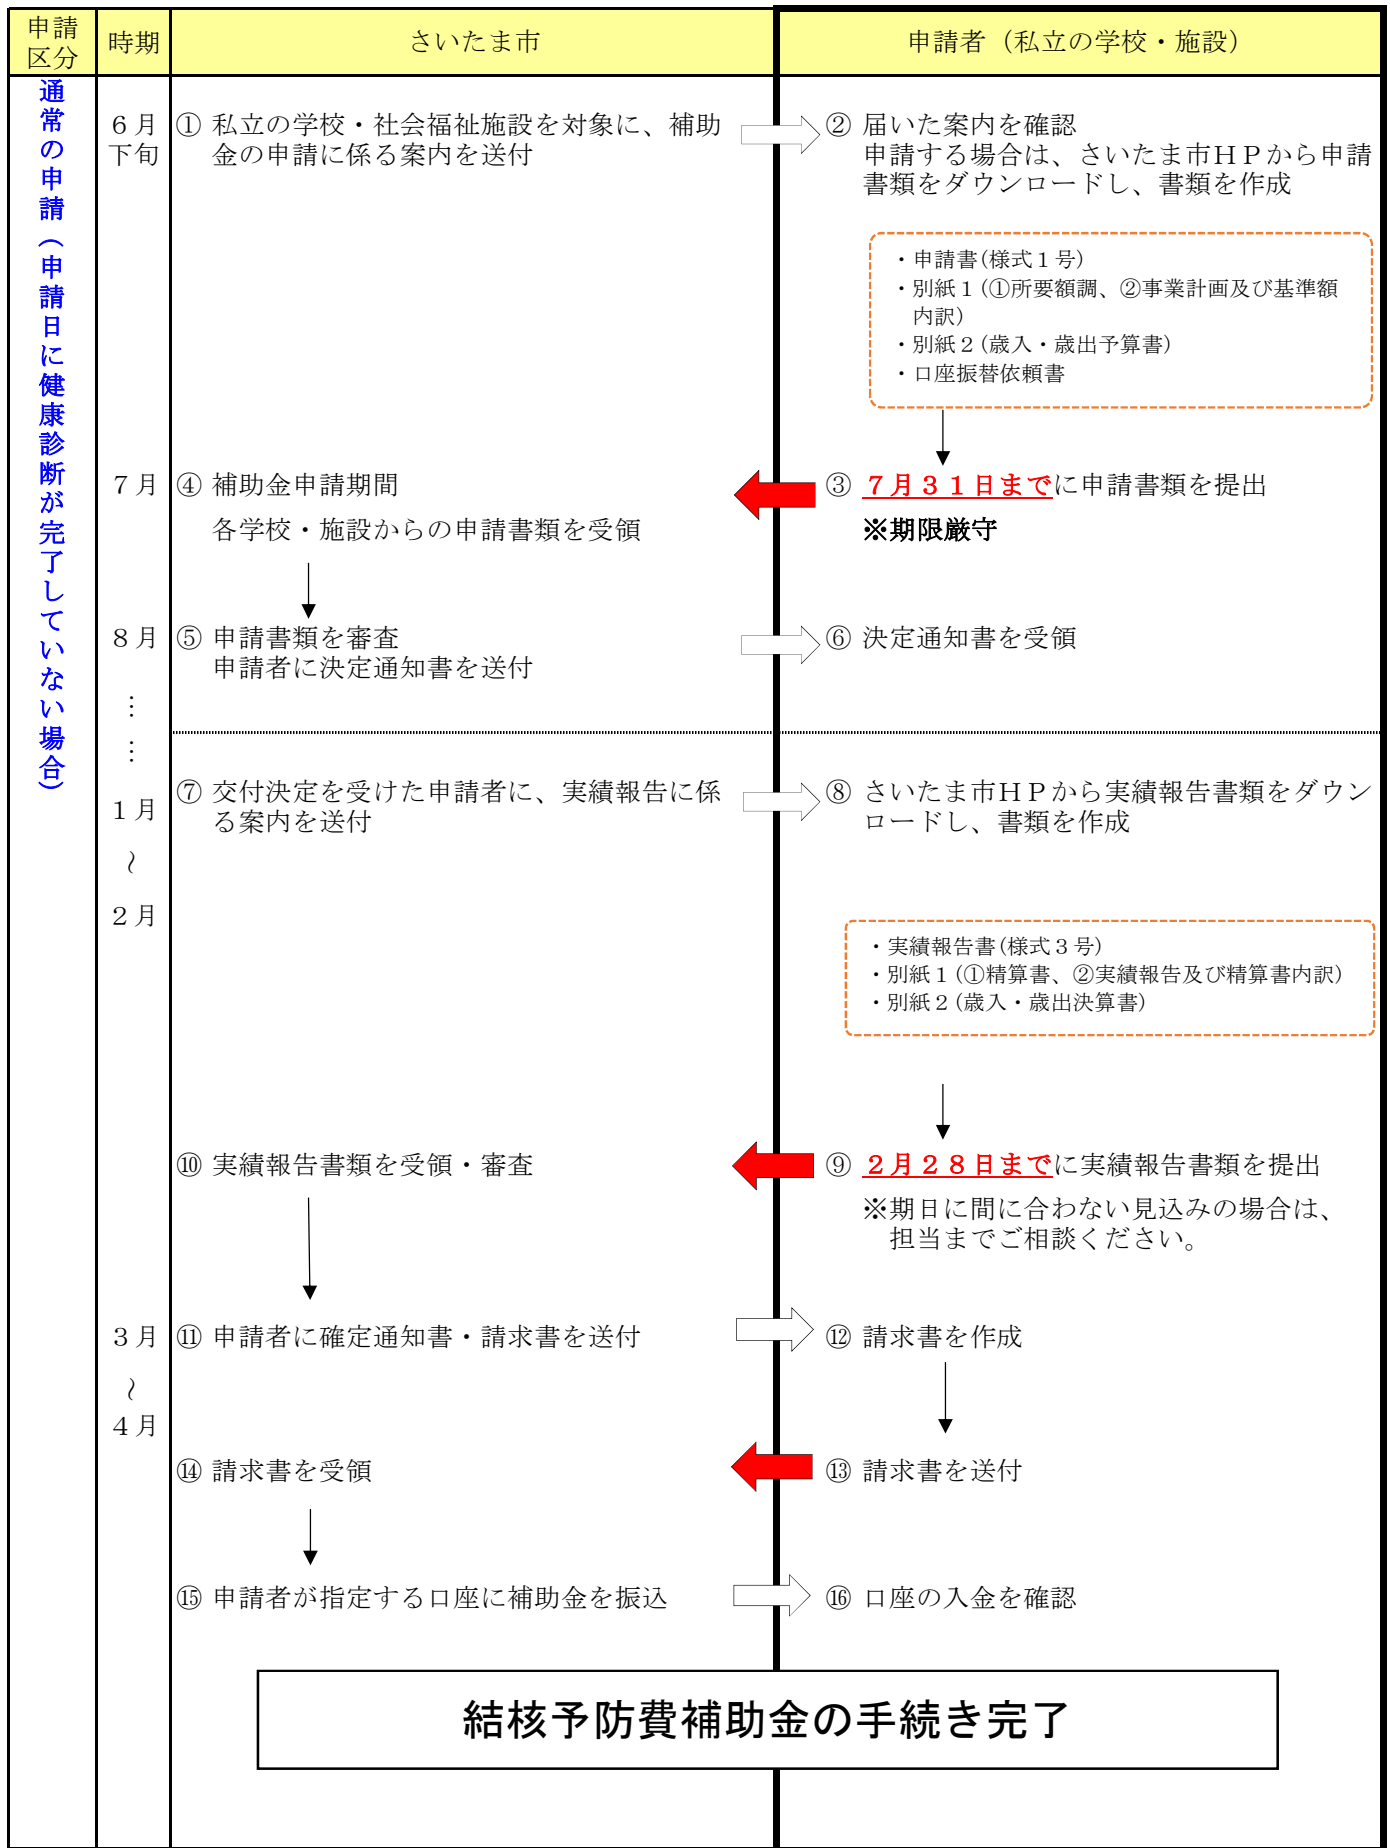 申請
区分
時期
さいたま市
申請者（私立の学校・施設）
通常の申請（申請日に健康診断が完了していない場合）
６月
下旬
① 私立の学校・社会福祉施設を対象に、補助
金の申請に係る案内を送付
② 届いた案内を確認
申請する場合は、さいたま市ＨＰから申請
書類をダウンロードし、書類を作成
・申請書(様式１号)
・別紙１(①所要額調、②事業計画及び基準額
内訳)
・別紙２(歳入・歳出予算書)
・口座振替依頼書
７月
④ 補助金申請期間
各学校・施設からの申請書類を受領
③ ７月３１日までに申請書類を提出
※期限厳守
８月
⑤ 申請書類を審査
申請者に決定通知書を送付
⑥ 決定通知書を受領
…
…
１月
～
２月
⑦ 交付決定を受けた申請者に、実績報告に係
る案内を送付
⑧ さいたま市ＨＰから実績報告書類をダウン
ロードし、書類を作成
・実績報告書(様式３号)
・別紙１(①精算書、②実績報告及び精算書内訳)
・別紙２(歳入・歳出決算書)
⑩ 実績報告書類を受領・審査
⑨ ２月２８日までに実績報告書類を提出
※期日に間に合わない見込みの場合は、
担当までご相談ください。
３月
～
４月
⑪ 申請者に確定通知書・請求書を送付
⑫ 請求書を作成
⑭ 請求書を受領
⑬ 請求書を送付
⑮ 申請者が指定する口座に補助金を振込
⑯ 口座の入金を確認
結核予防費補助金の手続き完了